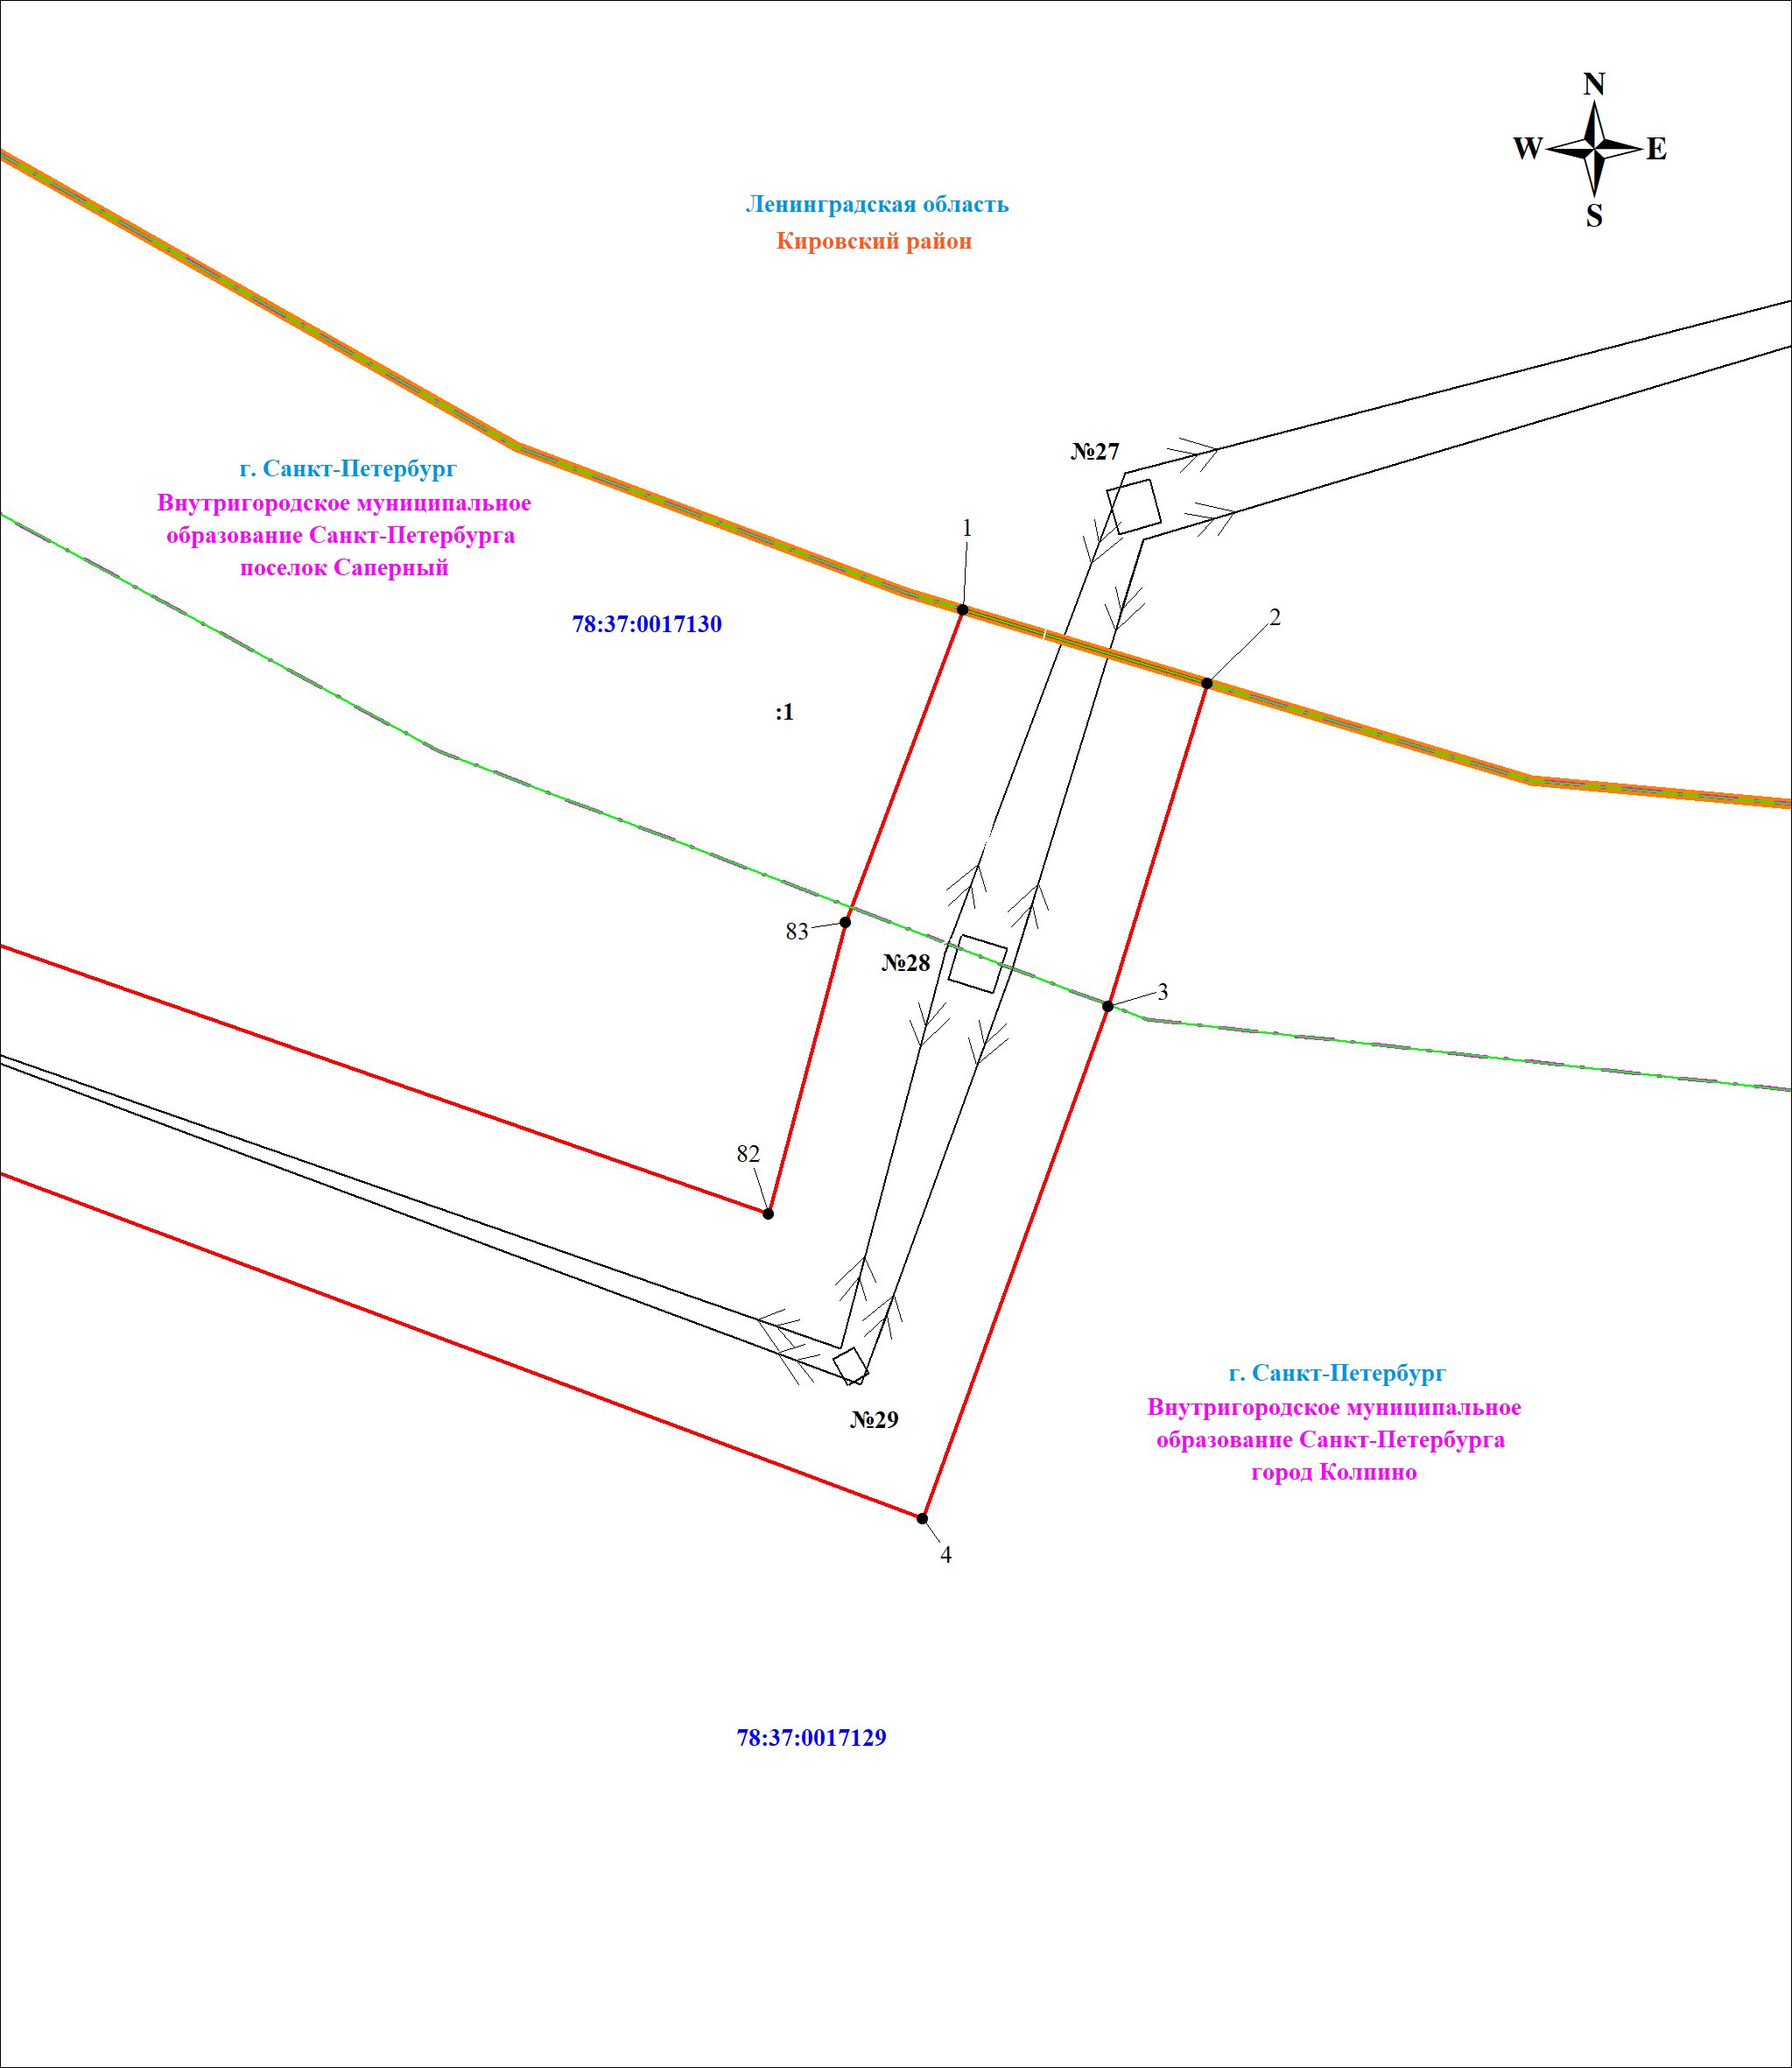 N
W E
S
Ленинградская область
Кировский район
№27
г. Санкт-Петербург
Внутригородское муниципальное
образование Санкт-Петербурга
поселок Саперный
1
2
78:37:0017130
:1
83
№28
3
82
г. Санкт-Петербург
Внутригородское муниципальное
образование Санкт-Петербурга
город Колпино
№29
4
78:37:0017129